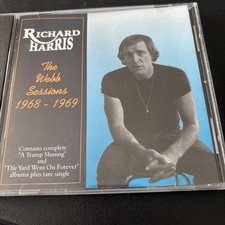 RICHARD
HARRIS
The
Webb
Sessions
1968 - 1969
Contains complete
"A Tramp Shining"
and
"The Yard Went On Forever"
albums plus rare single